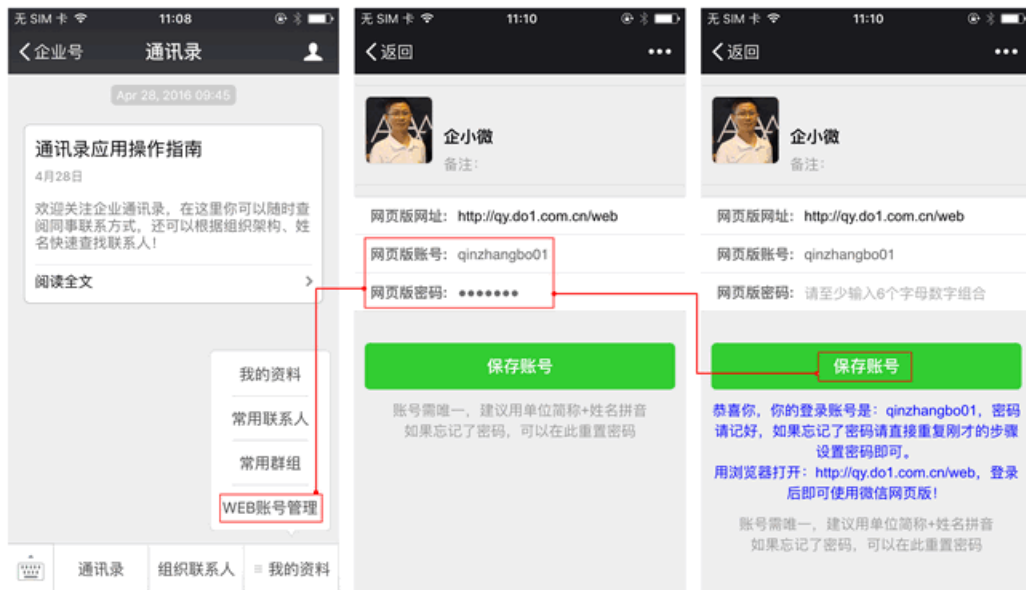 无 SIM 卡
11:08
企业号
通讯录
Apr 28, 2016 09:45
通讯录应用操作指南
4月28日
欢迎关注企业通讯录，在这里你可以随时查
阅同事联系方式，还可以根据组织架构、姓
名快速查找联系人！
阅读全文
我的资料
常用联系人
常用群组
WEB账号管理
通讯录
组织联系人
我的资料
无 SIM 卡
11:10
返回
企小微
备注：
网页版网址： http://qy.do1.com.cn/web
网页版账号： qinzhangbo01
网页版密码： ●●●●●●●
保存账号
账号需唯一，建议用单位简称+姓名拼音
如果忘记了密码，可以在此重置密码
无 SIM 卡
11:10
返回
企小微
备注：
网页版网址： http://qy.do1.com.cn/web
网页版账号： qinzhangbo01
网页版密码： 请至少输入6个字母数字组合
保存账号
恭喜你，你的登录账号是：qinzhangbo01，密码
请记好，如果忘记了密码请直接重复刚才的步骤
设置密码即可。
用浏览器打开：http://qy.do1.com.cn/web，登录
后即可使用微信网页版！
账号需唯一，建议用单位简称+姓名拼音
如果忘记了密码，可以在此重置密码